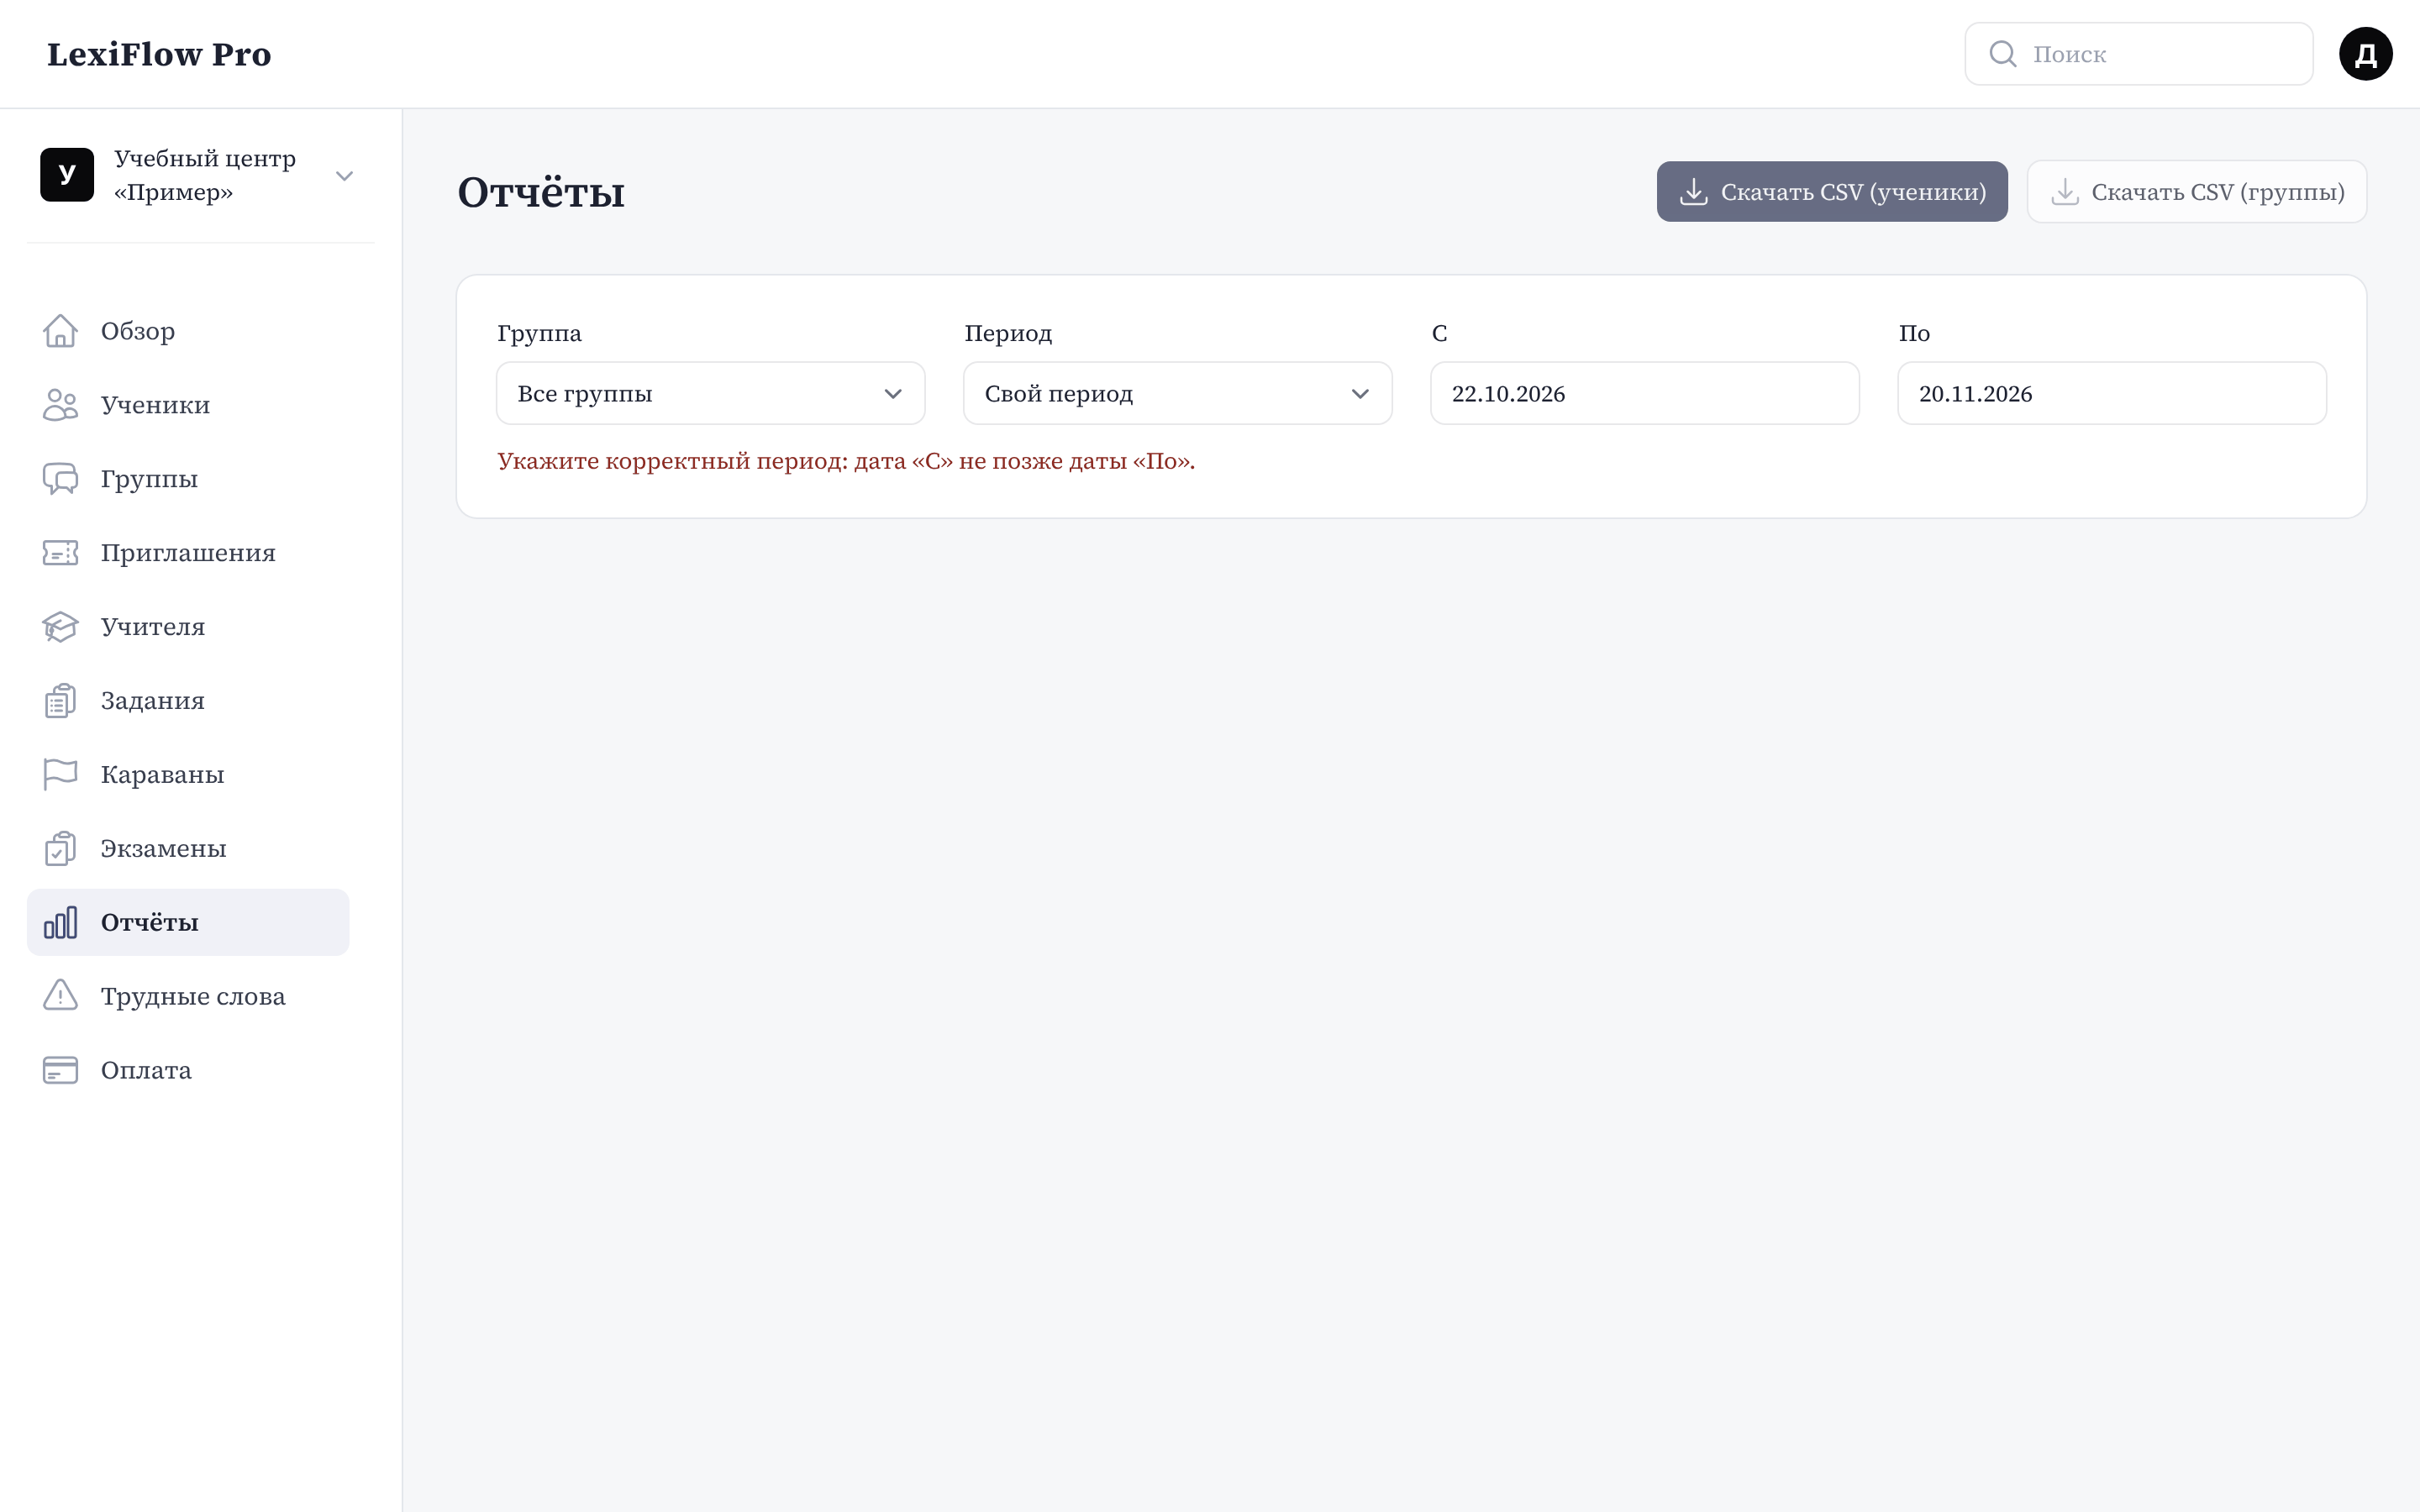 LexiFlow Pro
Поиск
Д
У
Учебный центр
«Пример»
Обзор
Ученики
Группы
Приглашения
Учителя
Задания
Караваны
Экзамены
Отчёты
Трудные слова
Оплата
Отчёты
Скачать CSV (ученики)
Скачать CSV (группы)
Группа
Период
С
По
Все группы
Свой период
22.10.2026
20.11.2026
Укажите корректный период: дата «С» не позже даты «По».